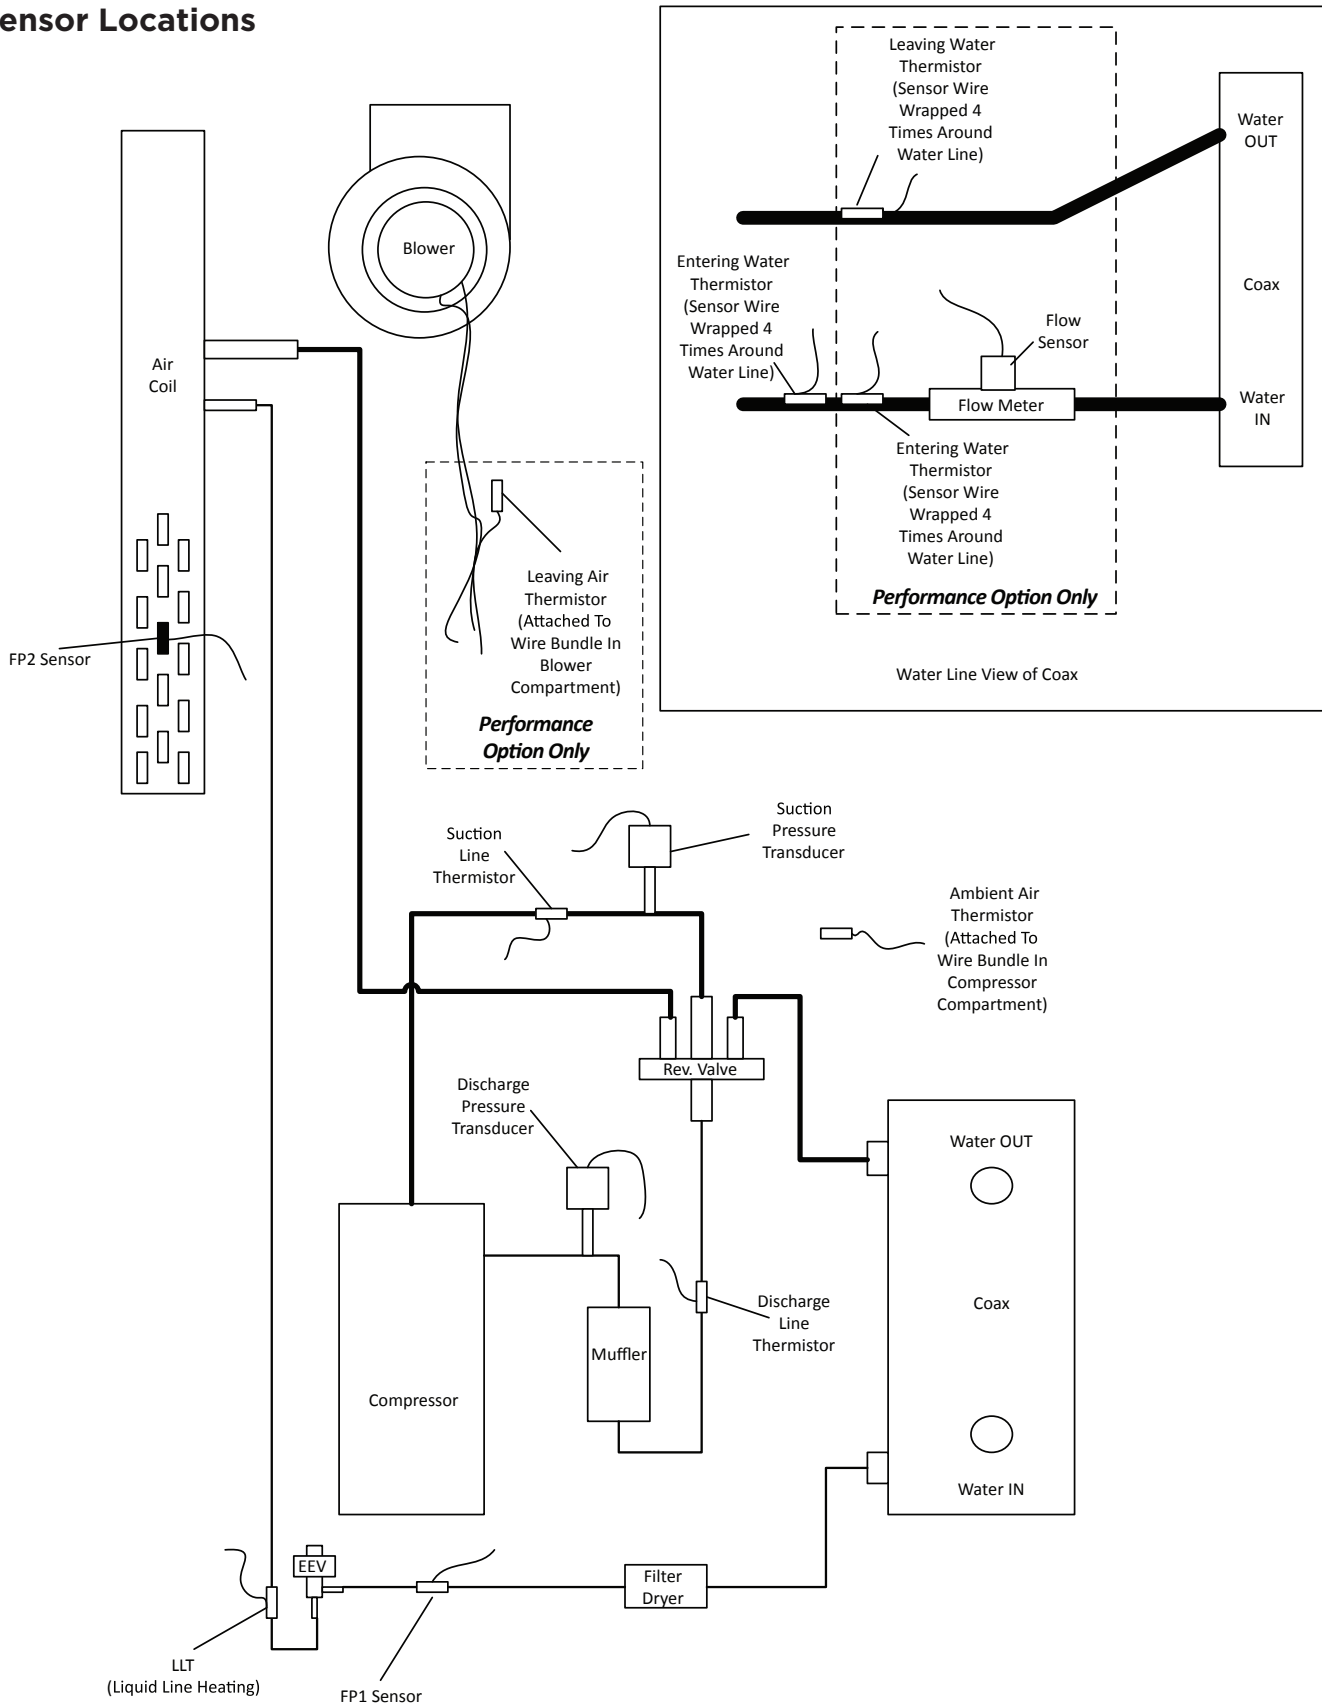 ensor Locations
Leaving Water
Thermistor
(Sensor Wire
Wrapped 4
Times Around
Water Line)
Water
OUT
Entering Water
Thermistor
(Sensor Wire
Wrapped 4
Times Around
Water Line)
Flow
Sensor
Coax
Flow Meter
Water
IN
Entering Water
Thermistor
(Sensor Wire
Wrapped 4
Times Around
Water Line)
Performance Option Only
Water Line View of Coax
Blower
Air
Coil
Leaving Air
Thermistor
(Attached To
Wire Bundle In
Blower
Compartment)
Performance
Option Only
FP2 Sensor
Suction
Line
Thermistor
Suction
Pressure
Transducer
Ambient Air
Thermistor
(Attached To
Wire Bundle In
Compressor
Compartment)
Rev. Valve
Discharge
Pressure
Transducer
Water OUT
Discharge
Line
Thermistor
Coax
Muffler
Compressor
Water IN
EEV
Filter
Dryer
LLT
(Liquid Line Heating)
FP1 Sensor